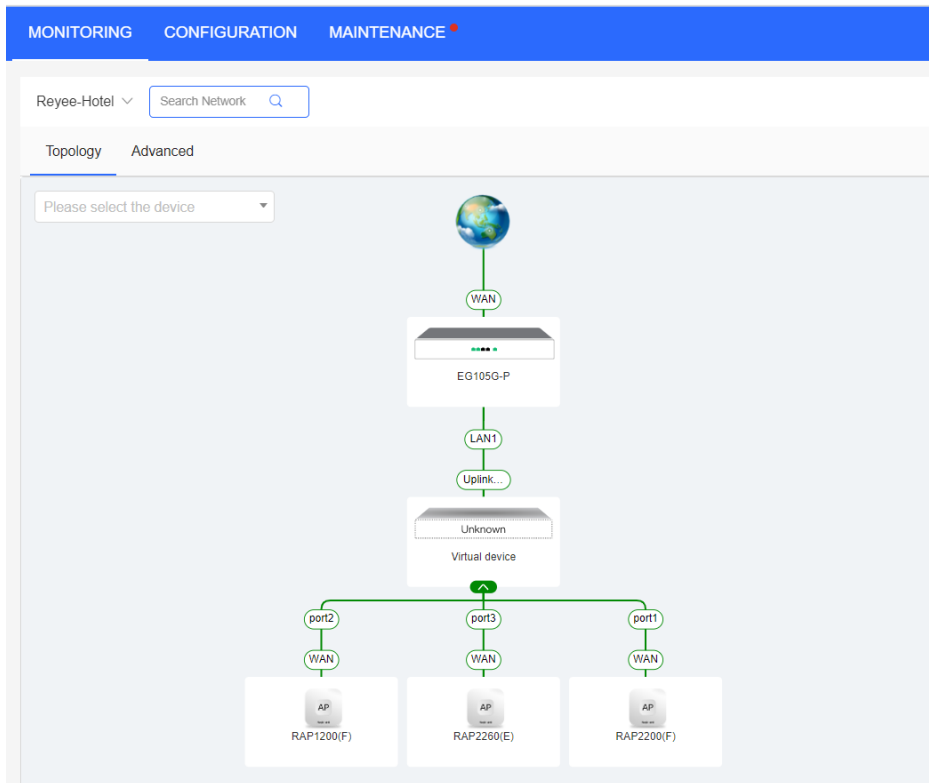 MONITORING CONFIGURATION MAINTENANCE
Reyee-Hotel Search Network
Topology Advanced
Please select the device
WAN
EG105G-P
LAN1
Uplink...
Unknown
Virtual device
port2 port3 port1
WAN WAN WAN
AP AP AP
RAP1200(F) RAP2260(E) RAP2200(F)